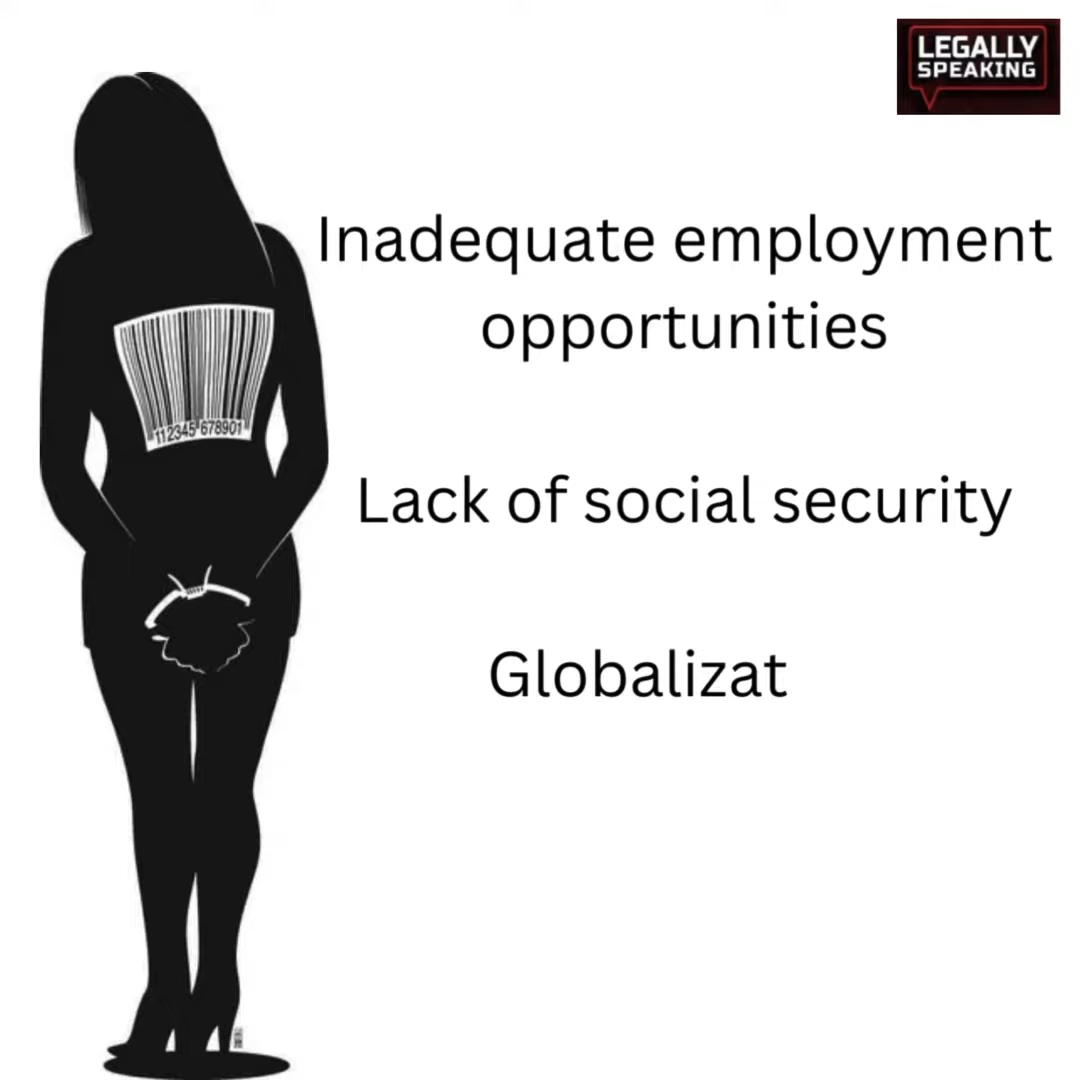 LEGALLY
SPEAKING
Inadequate employment
opportunities
112345 678901
Lack of social security
Globalizat